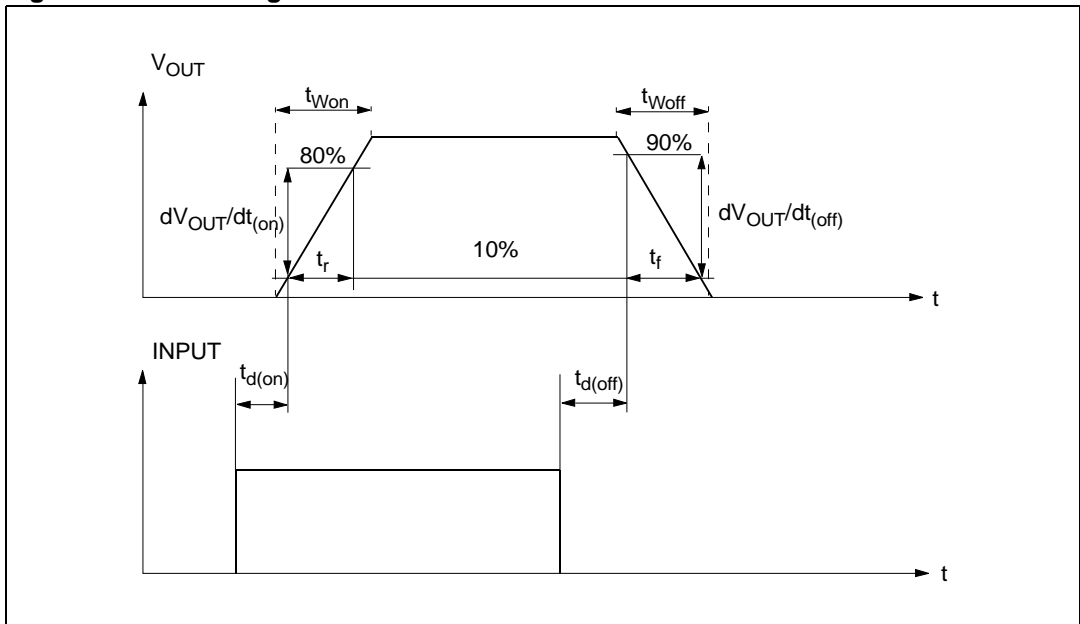 V_OUT
t_Won
t_Woff
80%
90%
dV_OUT/dt_(on)
dV_OUT/dt_(off)
t_r
10%
t_f
t
INPUT
t_d(on)
t_d(off)
t